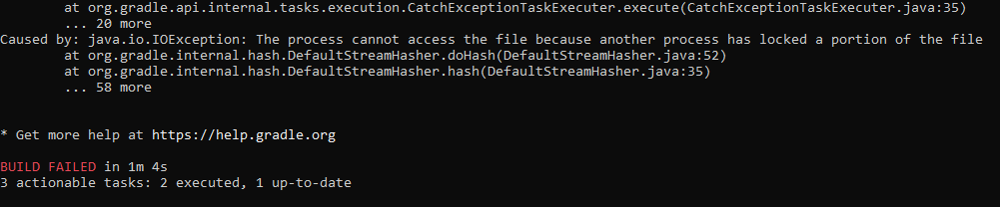 at org.gradle.api.internal.tasks.execution.CatchExceptionTaskExecuter.execute(CatchExceptionTaskExecuter.java:35)
... 20 more
Caused by: java.io.IOException: The process cannot access the file because another process has locked a portion of the file
at org.gradle.internal.hash.DefaultStreamHasher.doHash(DefaultStreamHasher.java:52)
at org.gradle.internal.hash.DefaultStreamHasher.hash(DefaultStreamHasher.java:35)
... 58 more
* Get more help at https://help.gradle.org
BUILD FAILED in 1m 4s
3 actionable tasks: 2 executed, 1 up-to-date